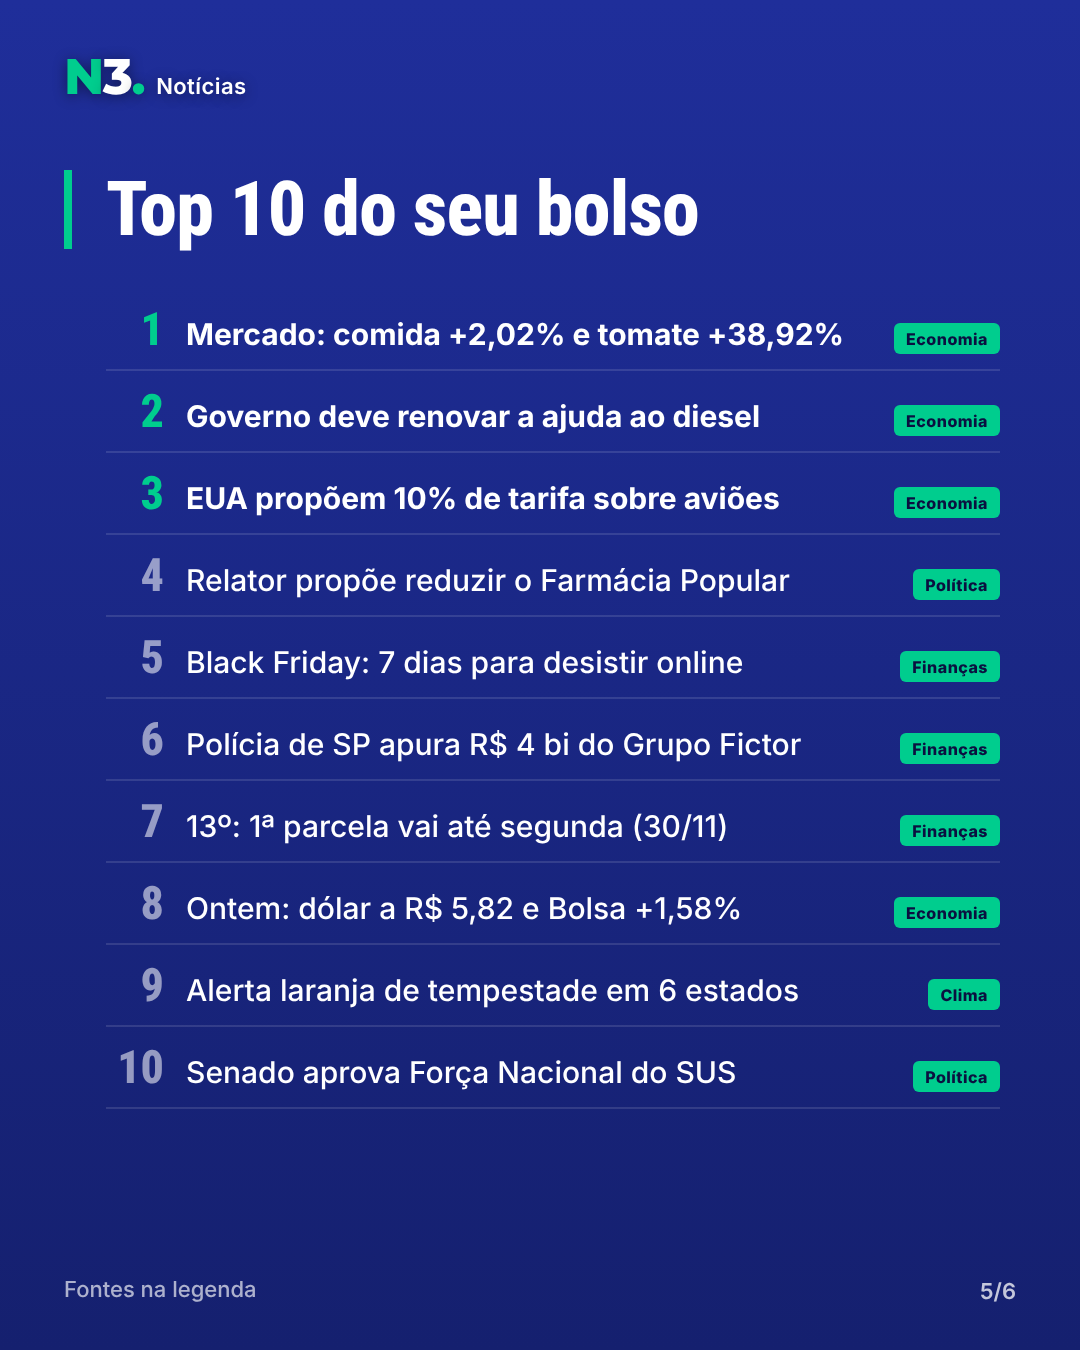 N3. Notícias
Top 10 do seu bolso
1 Mercado: comida +2,02% e tomate +38,92% Economia
2 Governo deve renovar a ajuda ao diesel Economia
3 EUA propõem 10% de tarifa sobre aviões Economia
4 Relator propõe reduzir o Farmácia Popular Política
5 Black Friday: 7 dias para desistir online Finanças
6 Polícia de SP apura R$ 4 bi do Grupo Fictor Finanças
7 13º: 1ª parcela vai até segunda (30/11) Finanças
8 Ontem: dólar a R$ 5,82 e Bolsa +1,58% Economia
9 Alerta laranja de tempestade em 6 estados Clima
10 Senado aprova Força Nacional do SUS Política
Fontes na legenda 5/6